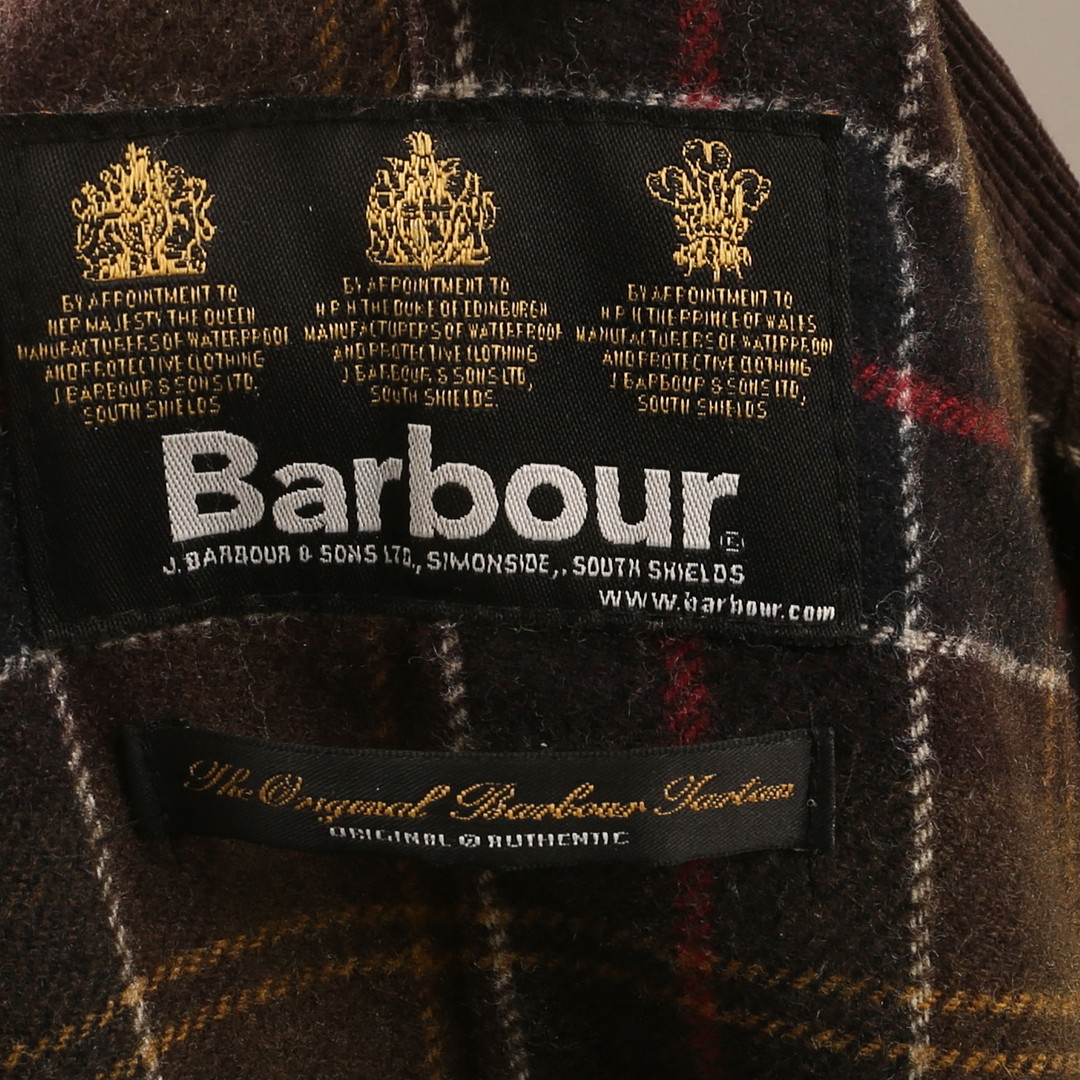 BY APPOINTMENT TO
HER MAJESTY THE QUEEN
MANUFACTURERS OF WATERPROOF
AND PROTECTIVE CLOTHING
J BARBOUR & SONS LTD,
SOUTH SHIELDS
BY APPOINTMENT TO
H R H THE DUKE OF EDINBURGH
MANUFACTURERS OF WATERPROOF
AND PROTECTIVE CLOTHING
J BARBOUR & SONS LTD,
SOUTH SHIELDS.
BY APPOINTMENT TO
H R H THE PRINCE OF WALES
MANUFACTURERS OF WATERPROOF
AND PROTECTIVE CLOTHING
J BARBOUR & SONS LTD,
SOUTH SHIELDS
Barbour®
J. BARBOUR & SONS LTD., SIMONSIDE,, SOUTH SHIELDS
www.barbour.com
The Original Barbour Tartan
ORIGINAL & AUTHENTIC